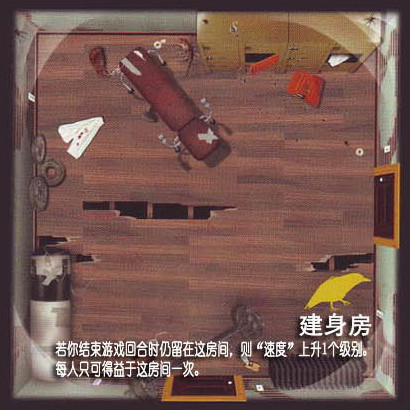 建身房
若你结束游戏回合时仍留在这房间，则“速度”上升1个级别。
每人只可得益于这房间一次。